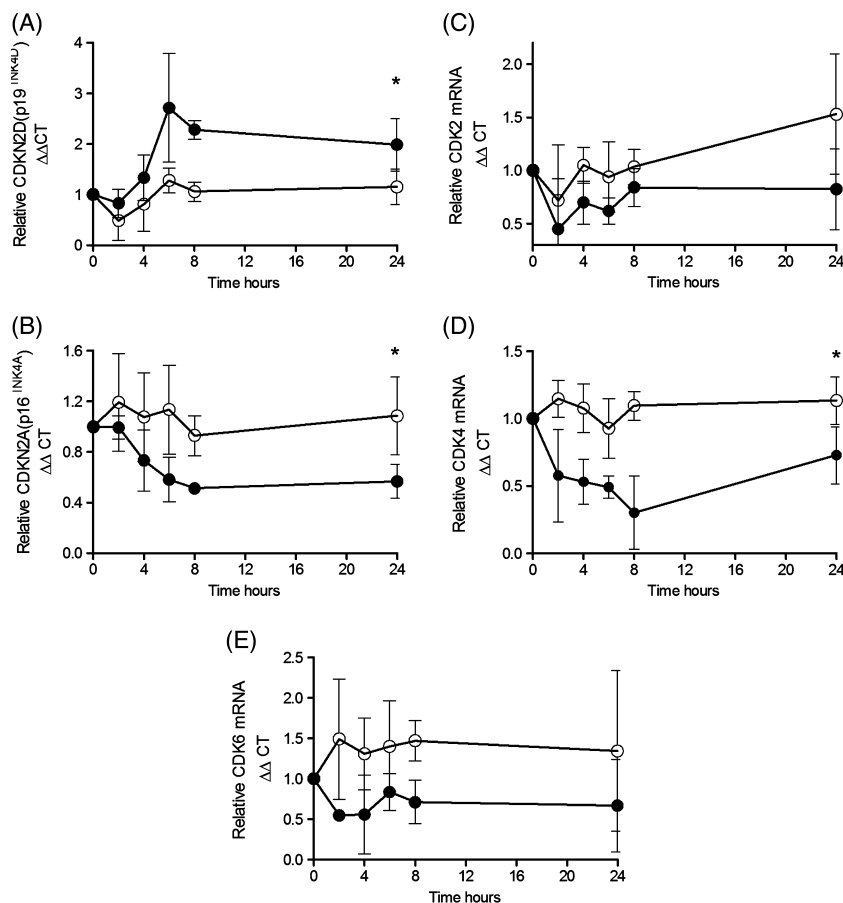 (A)
Relative CDKN2D(p19 INK4D)
ΔΔCT
4
3
2
1
0
*
0 4 8 12 16 20 24
Time hours
(C)
Relative CDK2 mRNA
ΔΔ CT
2.0
1.5
1.0
0.5
0 4 8 12 16 20 24
Time hours
(B)
Relative CDKN2A(p16 INK4A)
ΔΔ CT
1.6
1.2
0.8
0.4
0.0
*
0 4 8 12 16 20 24
Time hours
(D)
Relative CDK4 mRNA
ΔΔ CT
1.5
1.0
0.5
0.0
*
0 4 8 12 16 20 24
Time hours
(E)
Relative CDK6 mRNA
ΔΔ CT
2.5
2.0
1.5
1.0
0.5
0.0
0 4 8 12 16 20 24
Time hours